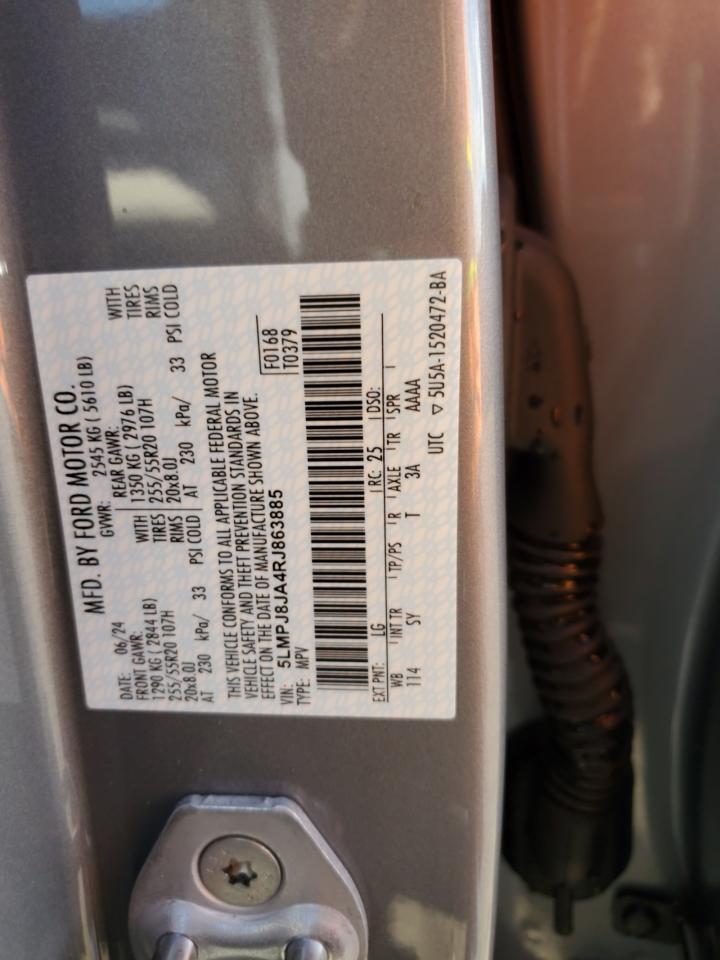 MFD. BY FORD MOTOR CO.
DATE: 06/24 GVWR: 2545 KG ( 5610 LB)
FRONT GAWR: WITH REAR GAWR: WITH
1290 KG ( 2844 LB) TIRES 1350 KG ( 2976 LB) TIRES
255/55R20 107H RIMS 255/55R20 107H RIMS
20x8.0J PSI COLD 20x8.0J PSI COLD
AT 230 kPa/ 33 AT 230 kPa/ 33
THIS VEHICLE CONFORMS TO ALL APPLICABLE FEDERAL MOTOR
VEHICLE SAFETY AND THEFT PREVENTION STANDARDS IN
EFFECT ON THE DATE OF MANUFACTURE SHOWN ABOVE.
VIN: 5LMPJ8JA4RJ863885 F0168
TYPE: MPV T0379
EXT PNT: LG RC: 25 DSO:
WB INT TR TP/PS R AXLE TR SPR
114 SY T 3A AAAA
UTC ▽ 5U5A-1520472-BA